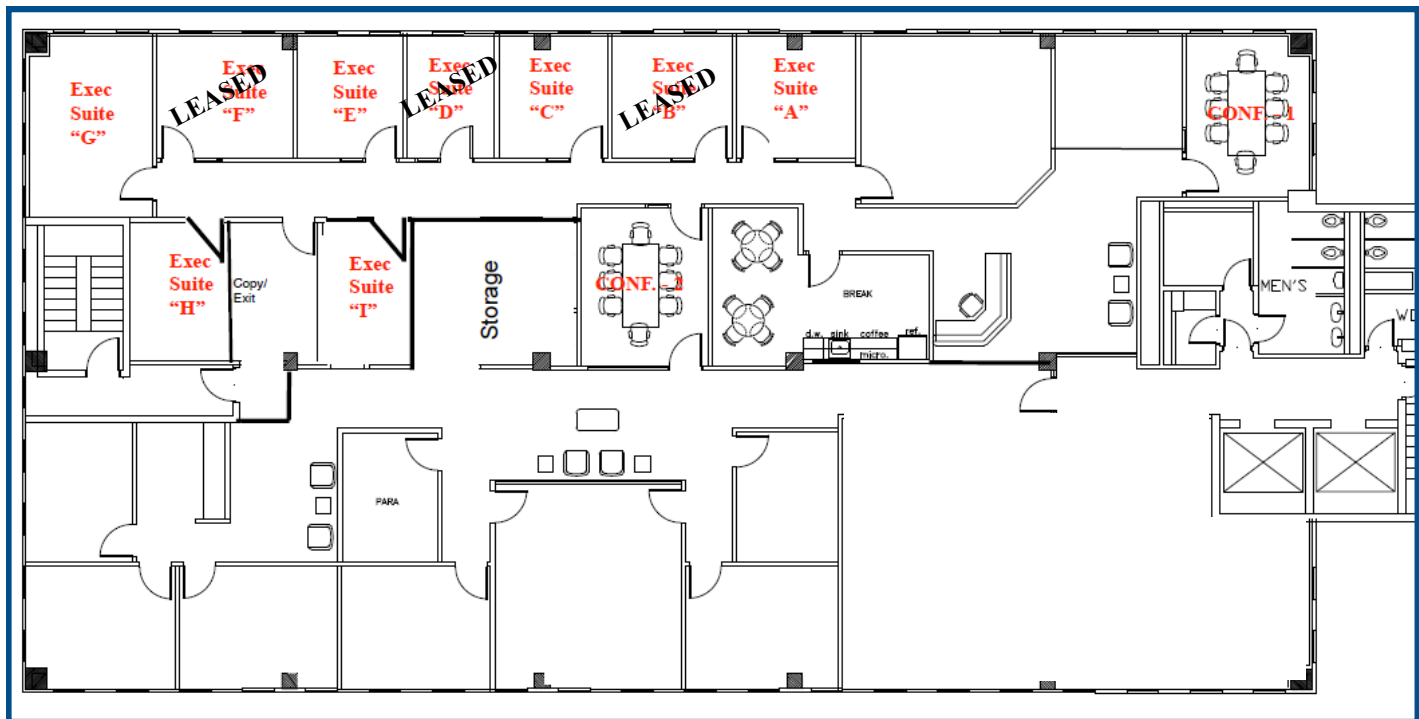 Exec
Suite
“G”
Exec
Suite
“F”
LEASED
Exec
Suite
“E”
Exec
Suite
“D”
LEASED
Exec
Suite
“C”
Exec
Suite
“B”
LEASED
Exec
Suite
“A”
CONF. - 1
Exec
Suite
“H”
Copy/
Exit
Exec
Suite
“I”
Storage
CONF. - 2
BREAK
d.w. sink coffee ref.
micro.
MEN'S
PARA